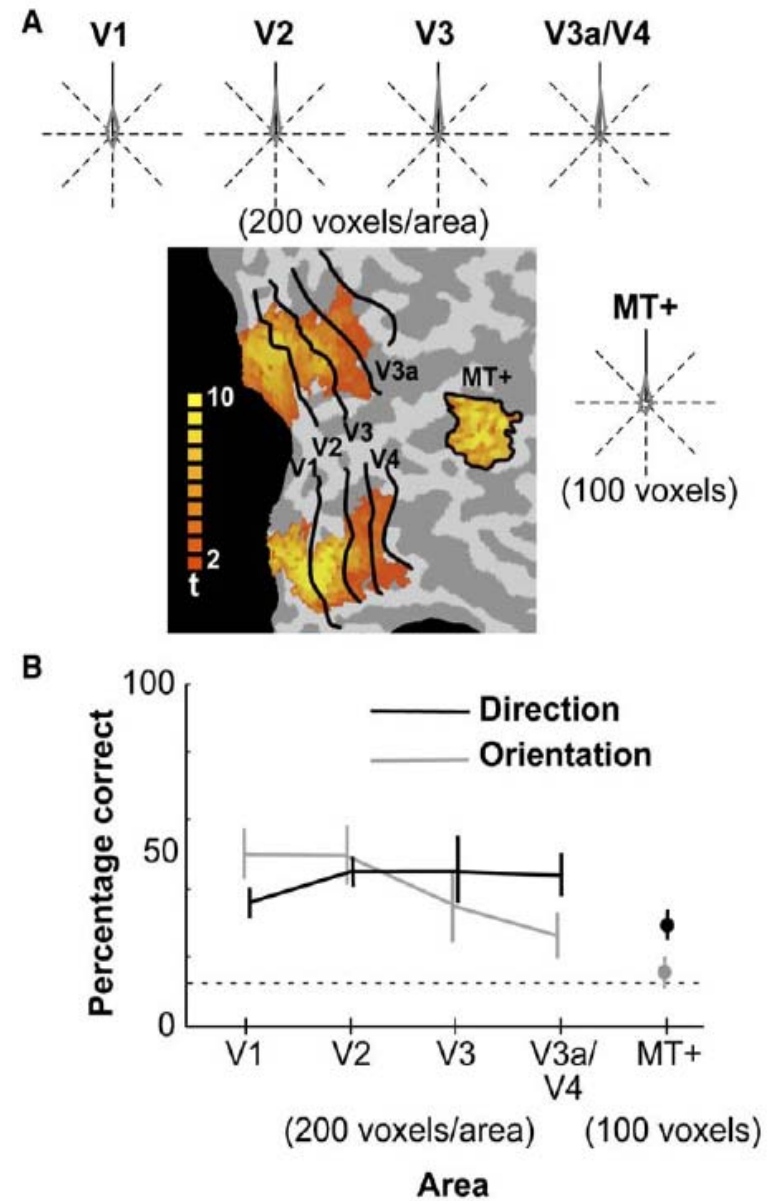 A
V1 V2 V3 V3a/V4
(200 voxels/area)
MT+
V3a
MT+
10
V3
V2 V4
V1
(100 voxels)
2
t
B
100
Direction
Orientation
50
Percentage correct
0
V1 V2 V3 V3a/ MT+
V4
(200 voxels/area) (100 voxels)
Area